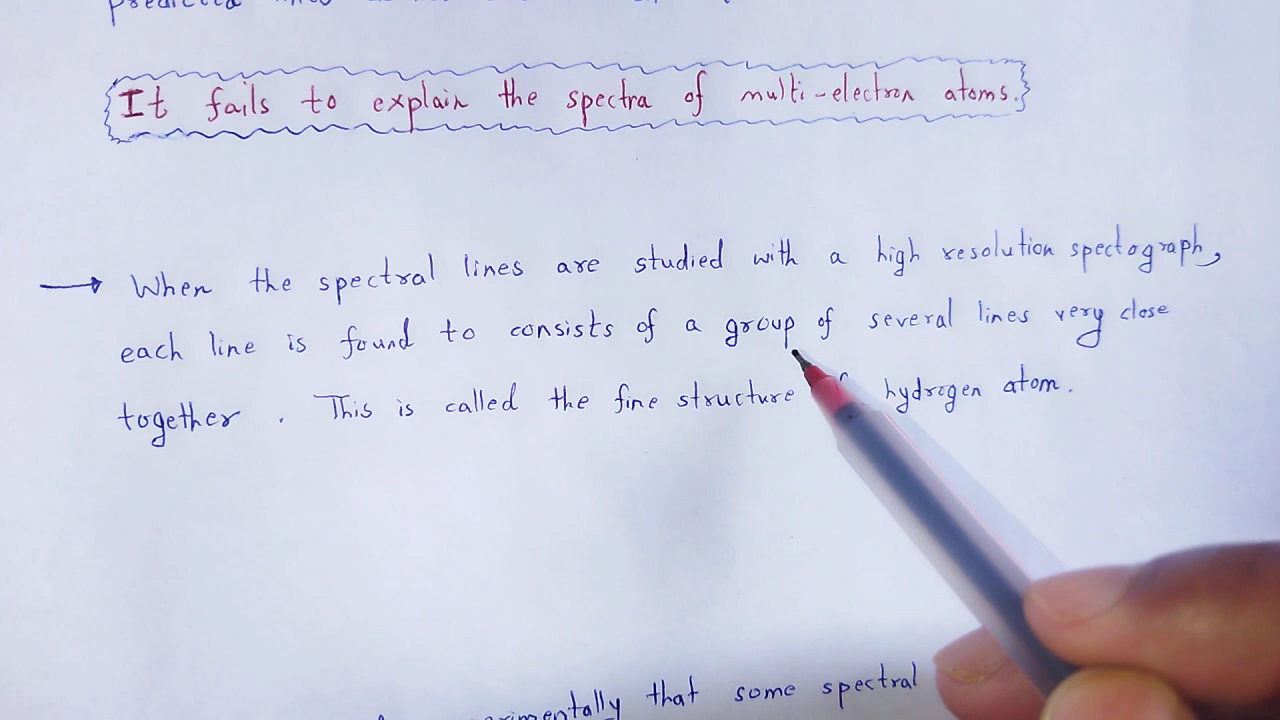 It fails to explain the spectra of multi-electron atoms.
→ When the spectral lines are studied with a high resolution spectograph,
each line is found to consists of a group of several lines very close
together. This is called the fine structure hydrogen atom.
that some spectral